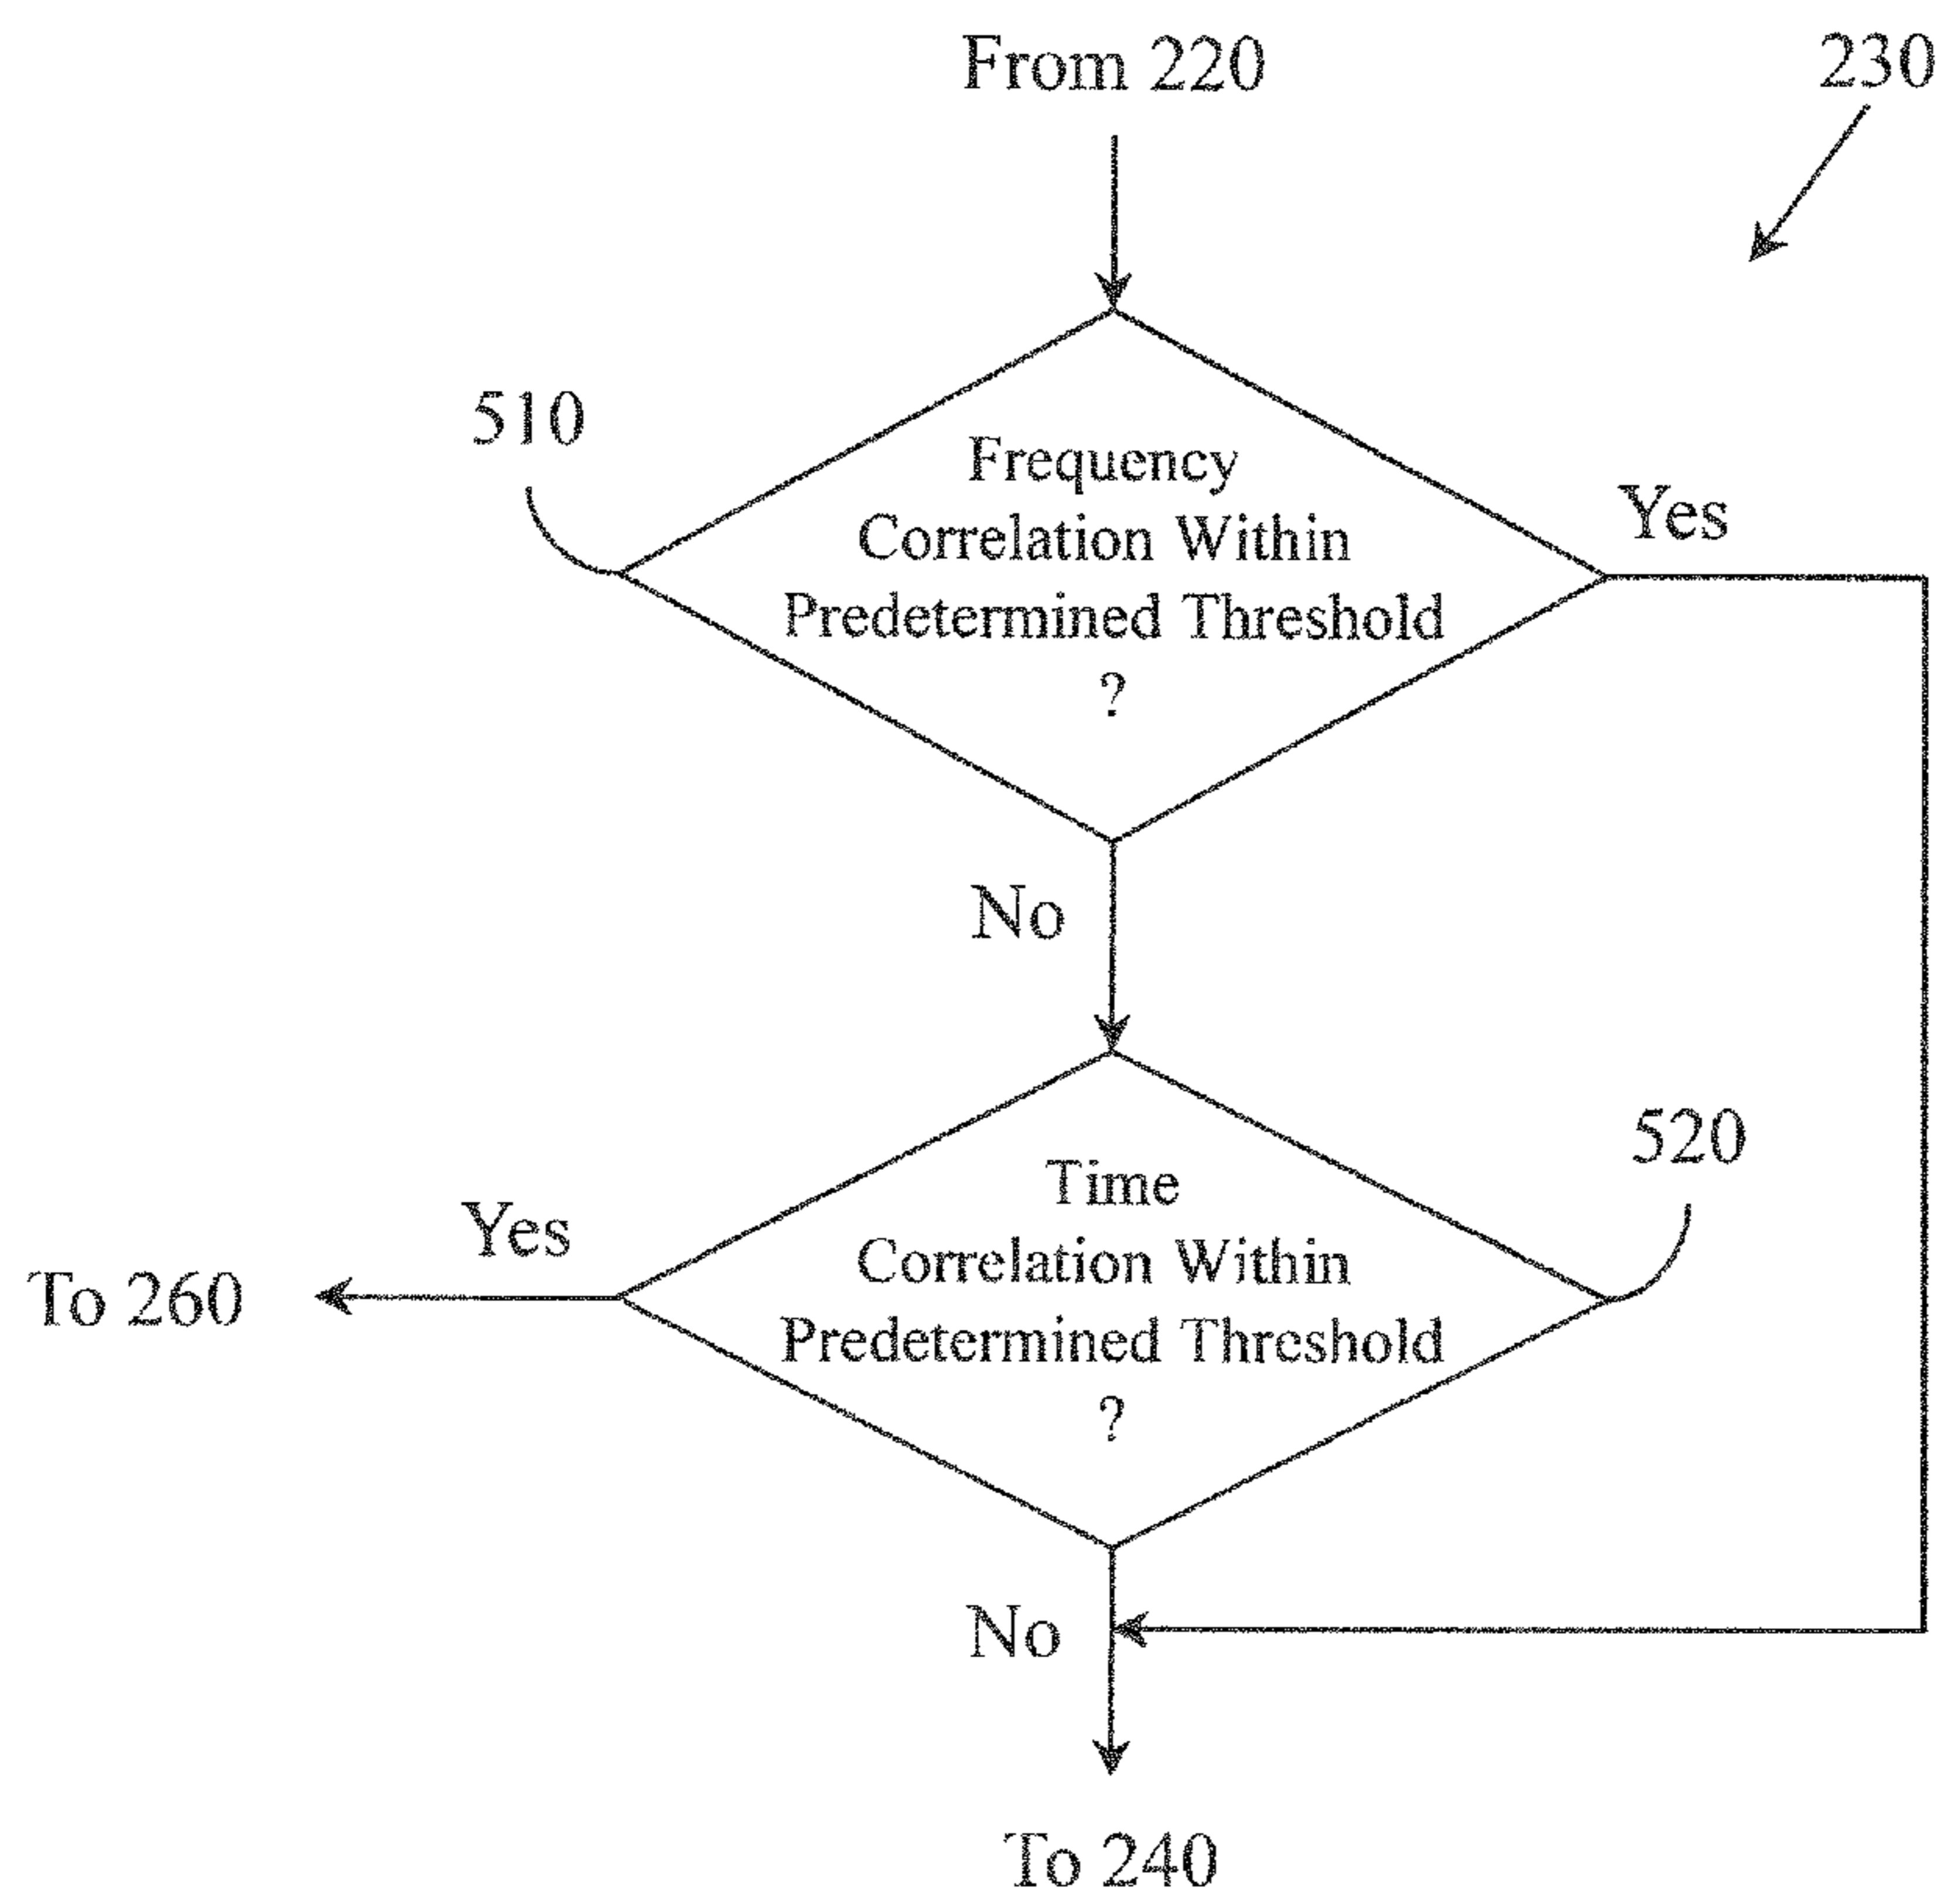 From 220
230
510
Frequency
Correlation Within
Predetermined Threshold
?
Yes
No
520
Time
Correlation Within
Predetermined Threshold
?
Yes
To 260
No
To 240